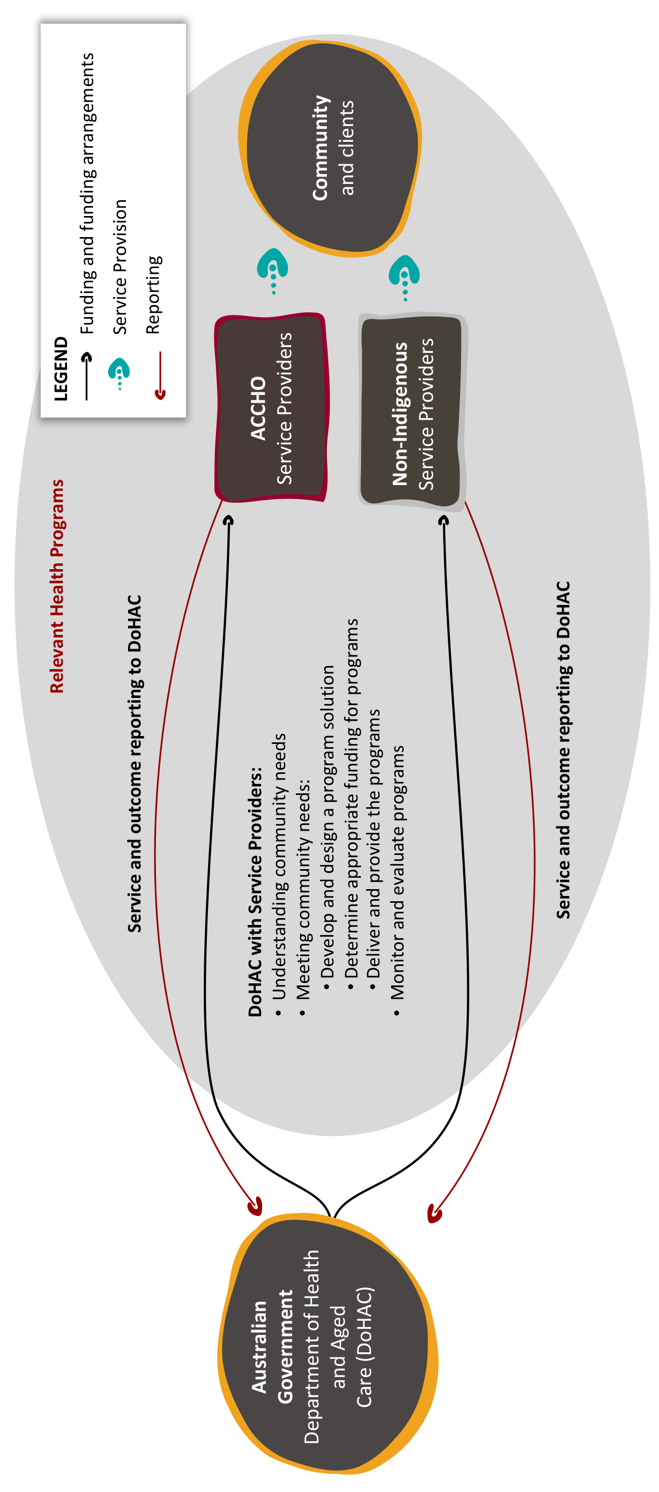 LEGEND
Funding and funding arrangements
Service Provision
Reporting
Relevant Health Programs
Service and outcome reporting to DoHAC
Australian
Government
Department of Health
and Aged
Care (DoHAC)
DoHAC with Service Providers:
• Understanding community needs
• Meeting community needs:
• Develop and design a program solution
• Determine appropriate funding for programs
• Deliver and provide the programs
• Monitor and evaluate programs
ACCHO
Service Providers
Non-Indigenous
Service Providers
Community
and clients
Service and outcome reporting to DoHAC